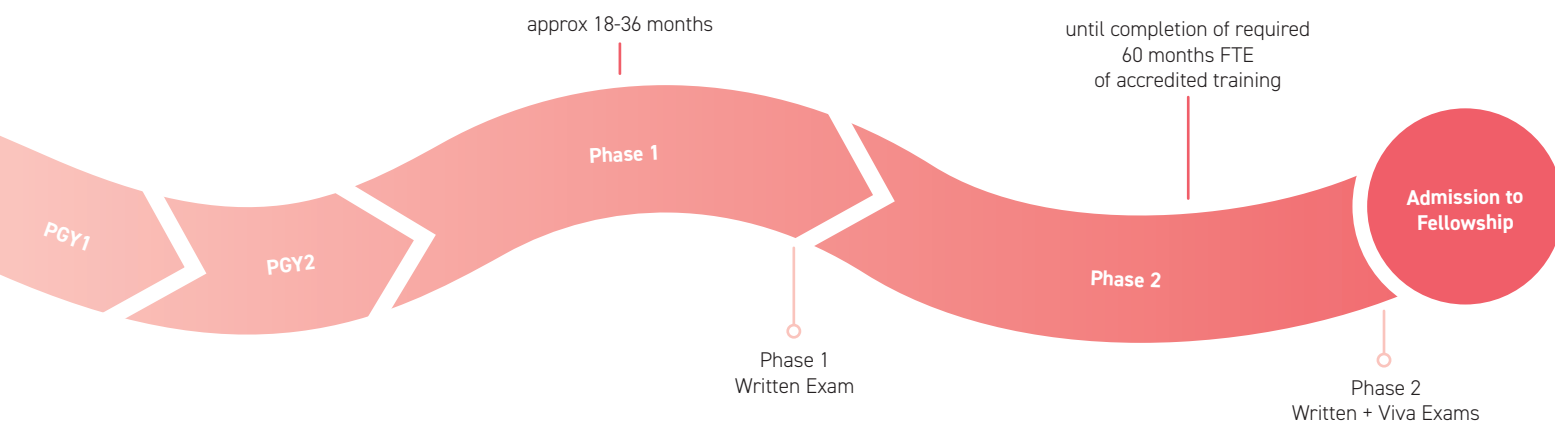 approx 18-36 months
until completion of required
60 months FTE
of accredited training
PGY1
PGY2
Phase 1
Phase 2
Admission to
Fellowship
Phase 1
Written Exam
Phase 2
Written + Viva Exams